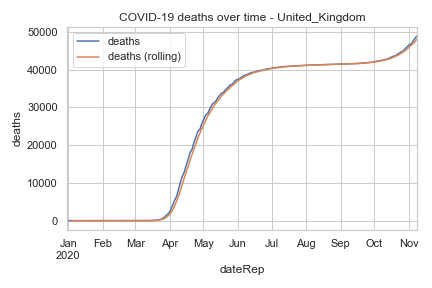 COVID-19 deaths over time - United_Kingdom
deaths
deaths (rolling)
50000
40000
30000
20000
10000
0
deaths
Jan Feb Mar Apr May Jun Jul Aug Sep Oct Nov
2020
dateRep